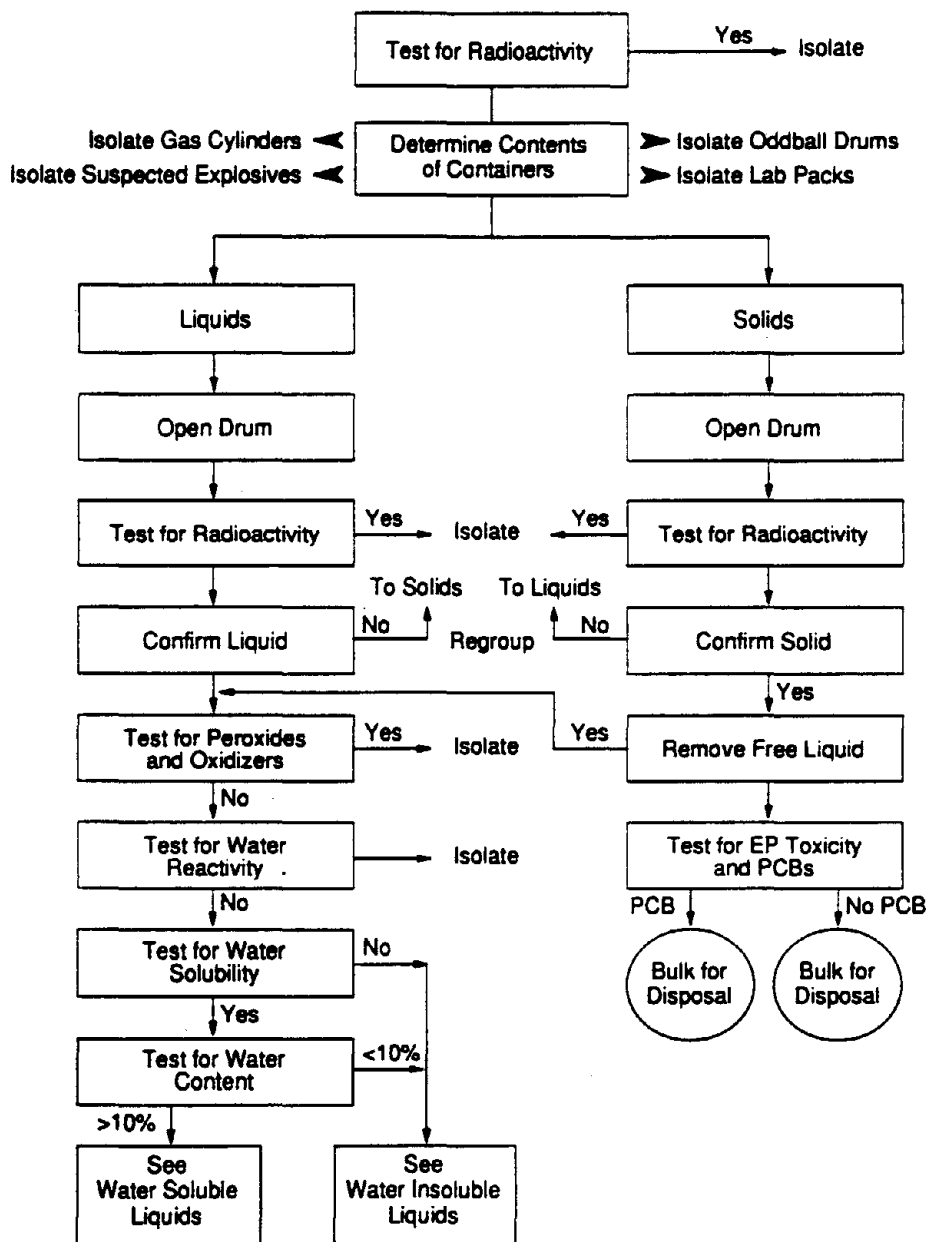 Test for Radioactivity
Yes
Isolate
Isolate Gas Cylinders
Determine Contents
of Containers
Isolate Oddball Drums
Isolate Suspected Explosives
Isolate Lab Packs
Liquids
Solids
Open Drum
Open Drum
Test for Radioactivity
Yes
Isolate
Yes
Test for Radioactivity
To Solids
To Liquids
Confirm Liquid
No
Regroup
No
Confirm Solid
Yes
Test for Peroxides
and Oxidizers
Yes
Isolate
Yes
Remove Free Liquid
No
Test for Water
Reactivity
Isolate
Test for EP Toxicity
and PCBs
No
PCB
No PCB
Test for Water
Solubility
No
Bulk for
Disposal
Bulk for
Disposal
Yes
Test for Water
Content
<10%
>10%
See
Water Soluble
Liquids
See
Water Insoluble
Liquids